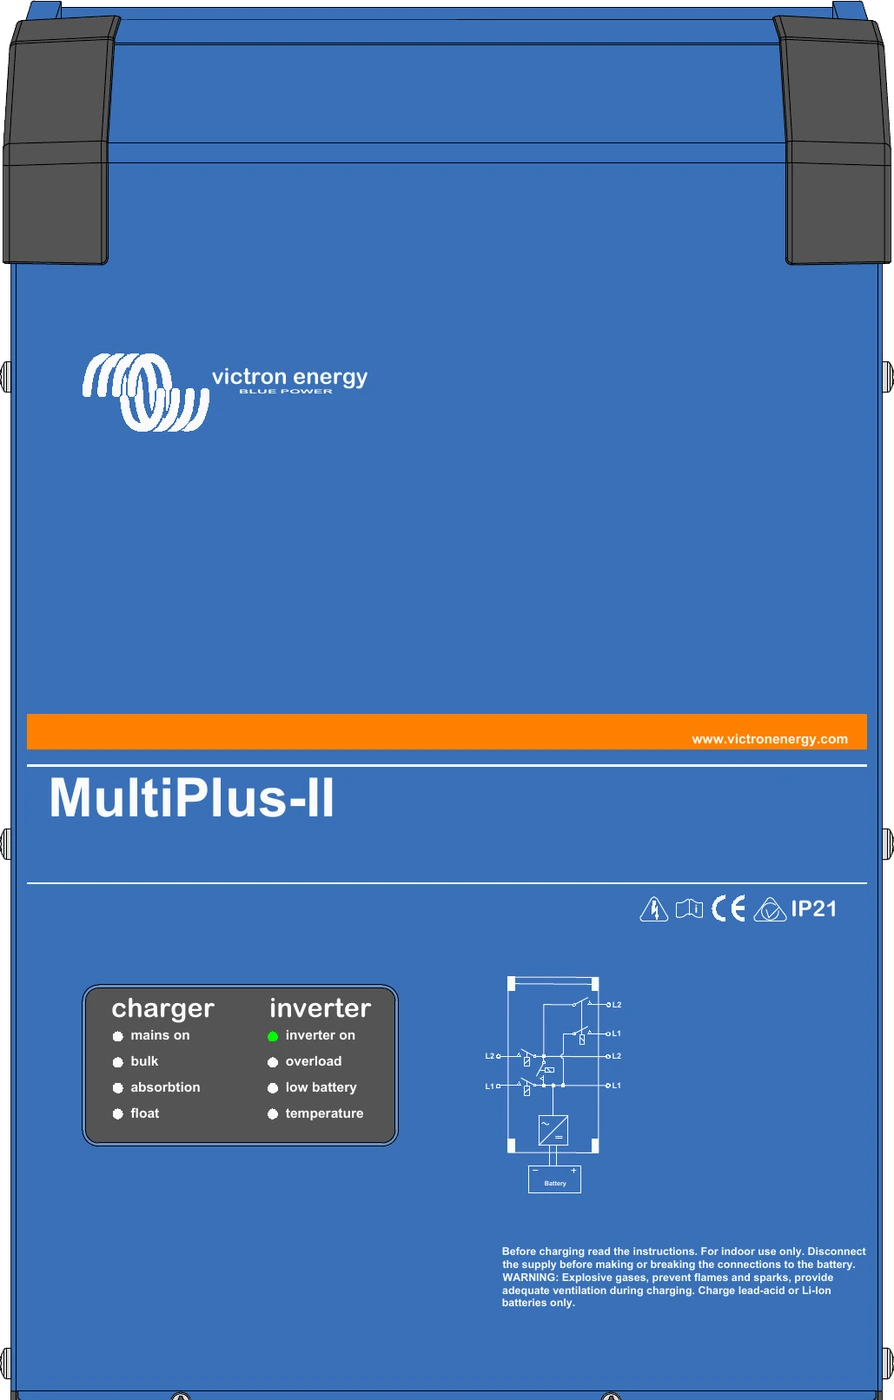 victron energy
BLUE POWER
www.victronenergy.com
MultiPlus-II
CE IP21
charger
mains on
bulk
absorbtion
float
inverter
inverter on
overload
low battery
temperature
L2
L1
L2 L2
L1 L1
− +
Battery
Before charging read the instructions. For indoor use only. Disconnect
the supply before making or breaking the connections to the battery.
WARNING: Explosive gases, prevent flames and sparks, provide
adequate ventilation during charging. Charge lead-acid or Li-Ion
batteries only.